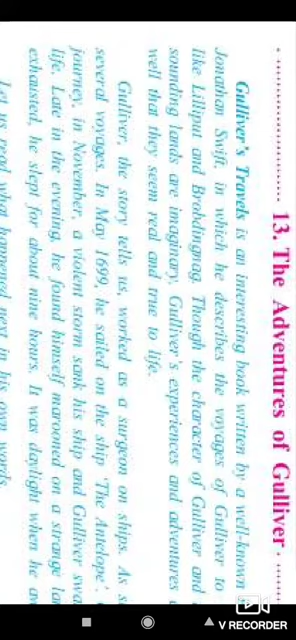 13. The Adventures of Gulliver
Gulliver's Travels is an interesting book written by a well-known
Jonathan Swift, in which he describes the voyages of Gulliver to
like Lilliput and Brobdingnag. Though the character of Gulliver and
sounding lands are imaginary, Gulliver's experiences and adventures
well that they seem real and true to life.
Gulliver, the story tells us, worked as a surgeon on ships. As
several voyages. In May 1699, he sailed on the ship 'The Antelope'.
journey, in November, a violent storm sank his ship and Gulliver
life. Late in the evening, he found himself marooned on a strange
exhausted, he slept for about nine hours. It was daylight when he
Let us read what happened next in his own
V RECORDER